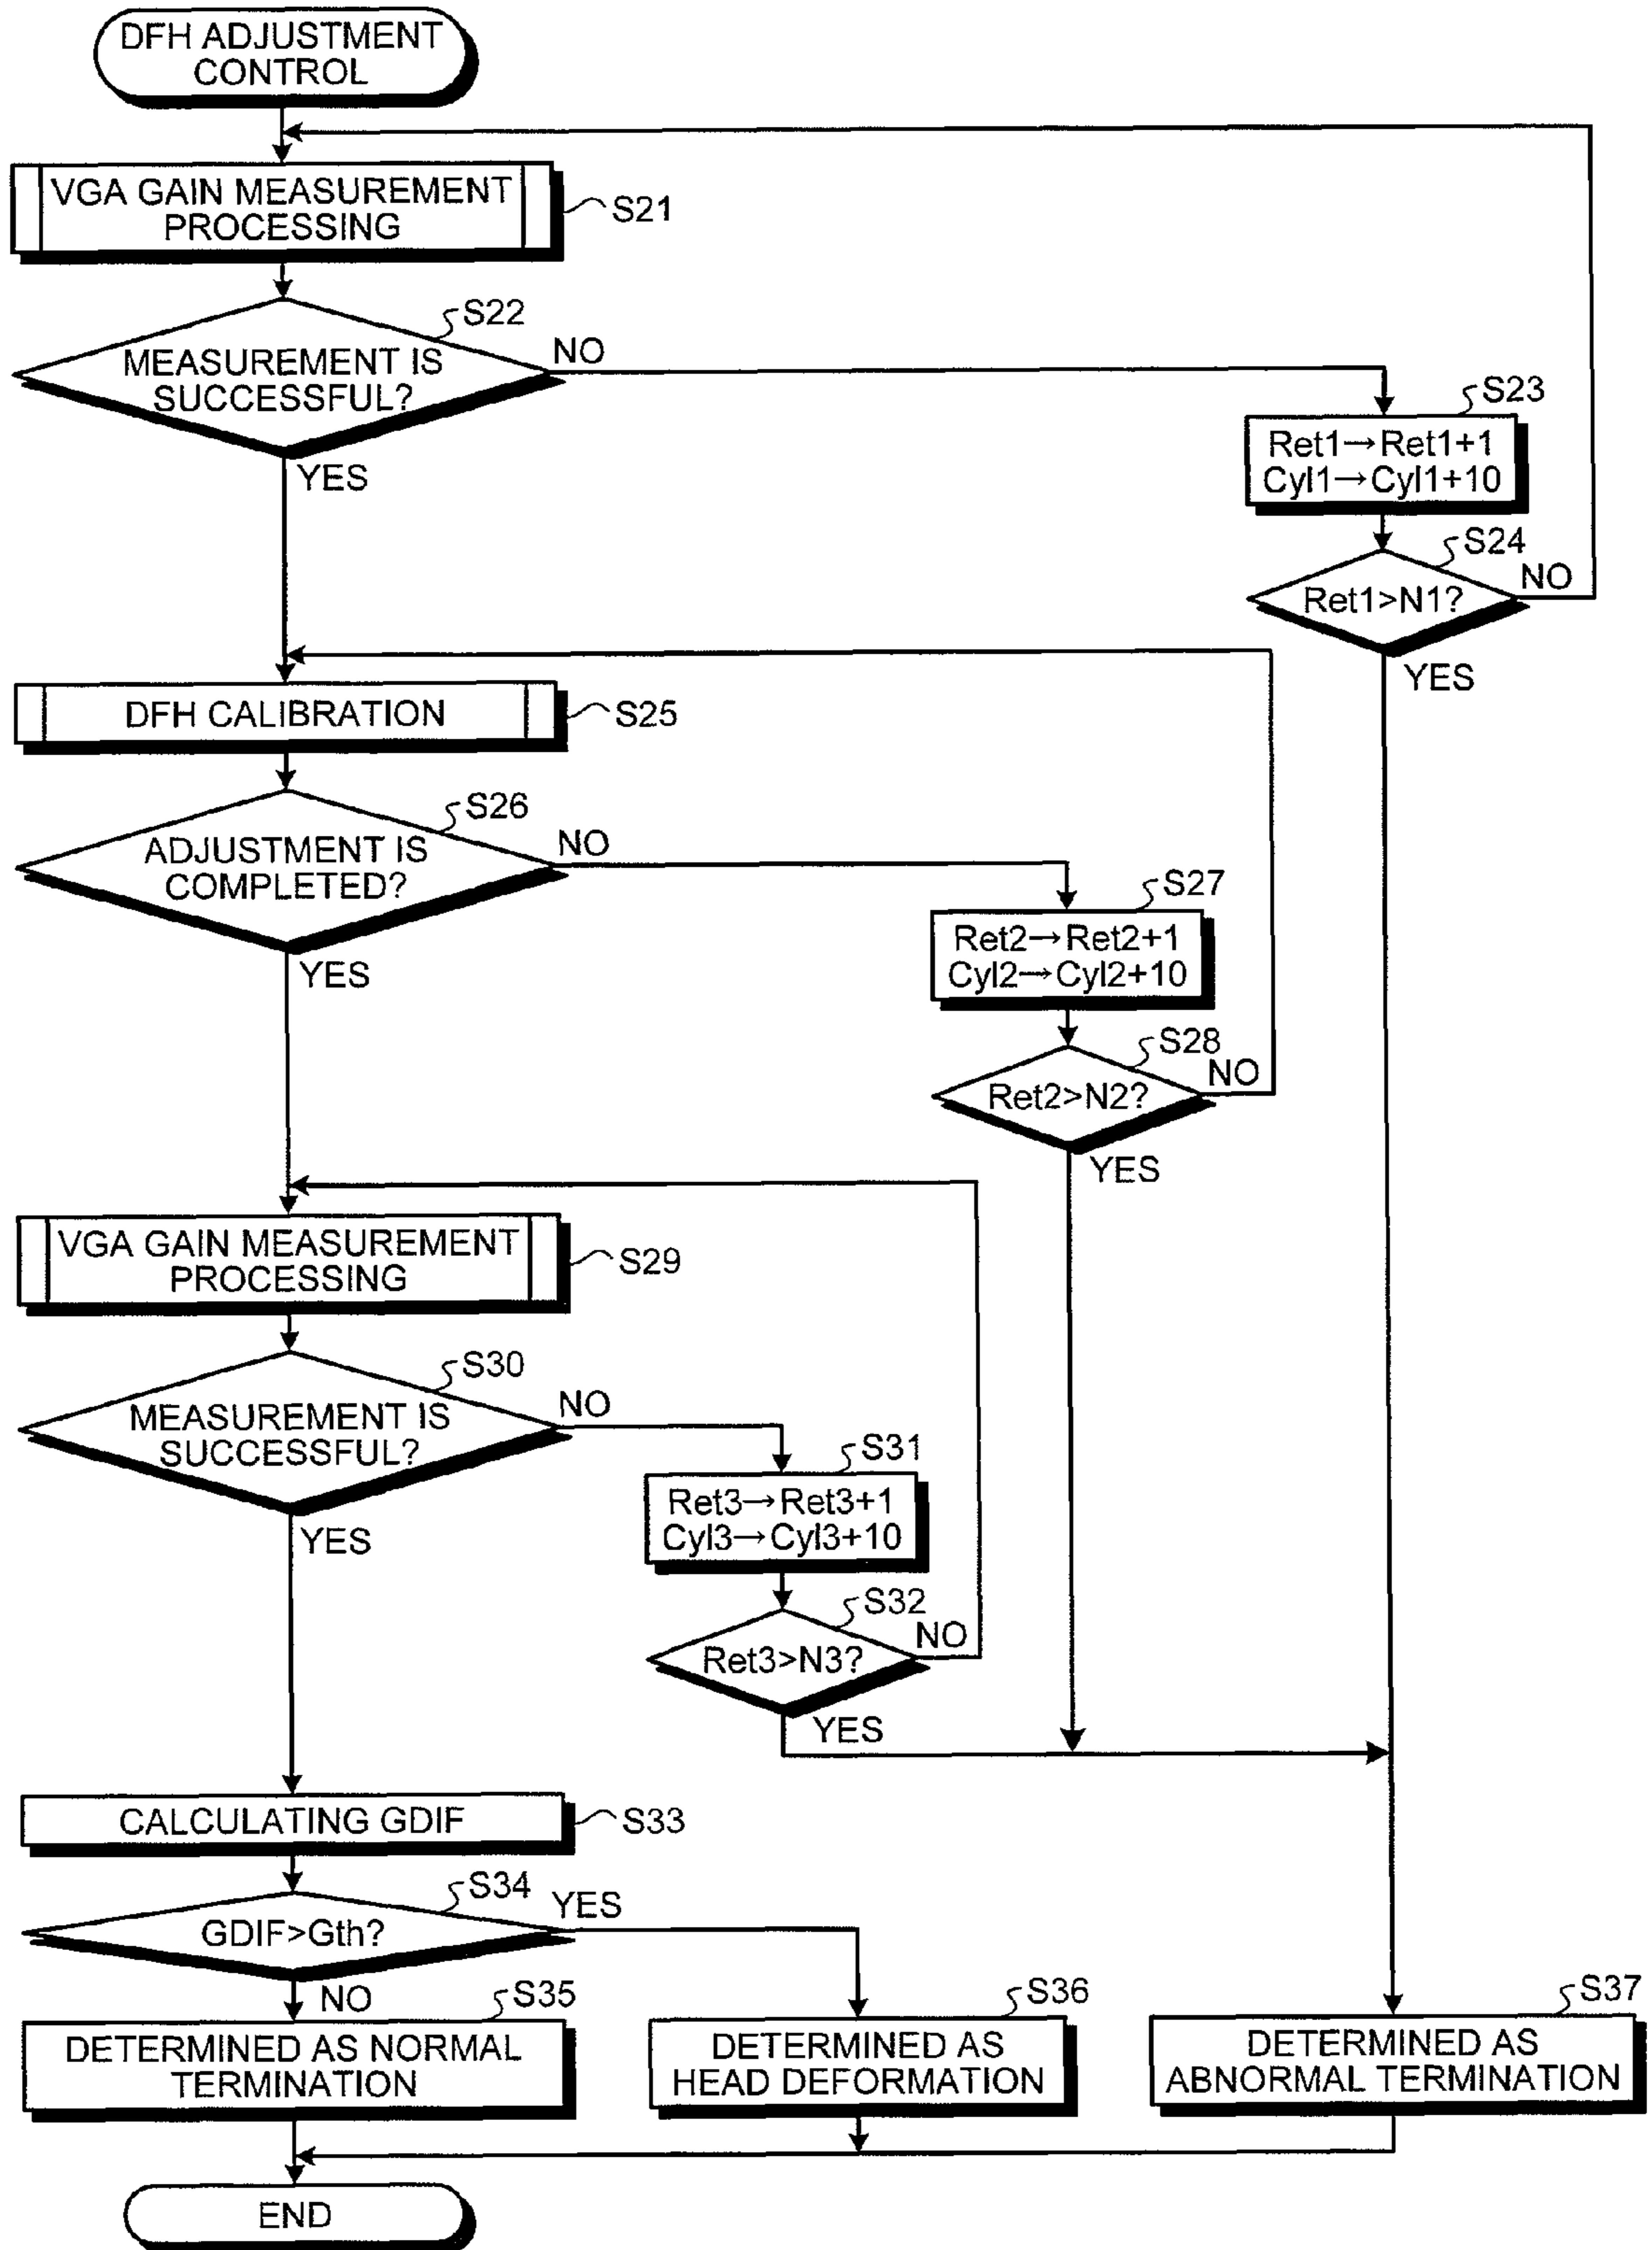 DFH ADJUSTMENT
CONTROL
VGA GAIN MEASUREMENT
PROCESSING
S21
MEASUREMENT IS
SUCCESSFUL?
S22
NO
YES
S23
Ret1→Ret1+1
Cyl1→Cyl1+10
S24
Ret1>N1?
NO
YES
DFH CALIBRATION
S25
ADJUSTMENT IS
COMPLETED?
S26
NO
YES
S27
Ret2→Ret2+1
Cyl2→Cyl2+10
S28
Ret2>N2?
NO
YES
VGA GAIN MEASUREMENT
PROCESSING
S29
MEASUREMENT IS
SUCCESSFUL?
S30
NO
YES
S31
Ret3→Ret3+1
Cyl3→Cyl3+10
S32
Ret3>N3?
NO
YES
CALCULATING GDIF
S33
GDIF>Gth?
S34
YES
NO
S35
DETERMINED AS NORMAL
TERMINATION
S36
DETERMINED AS
HEAD DEFORMATION
S37
DETERMINED AS
ABNORMAL TERMINATION
END